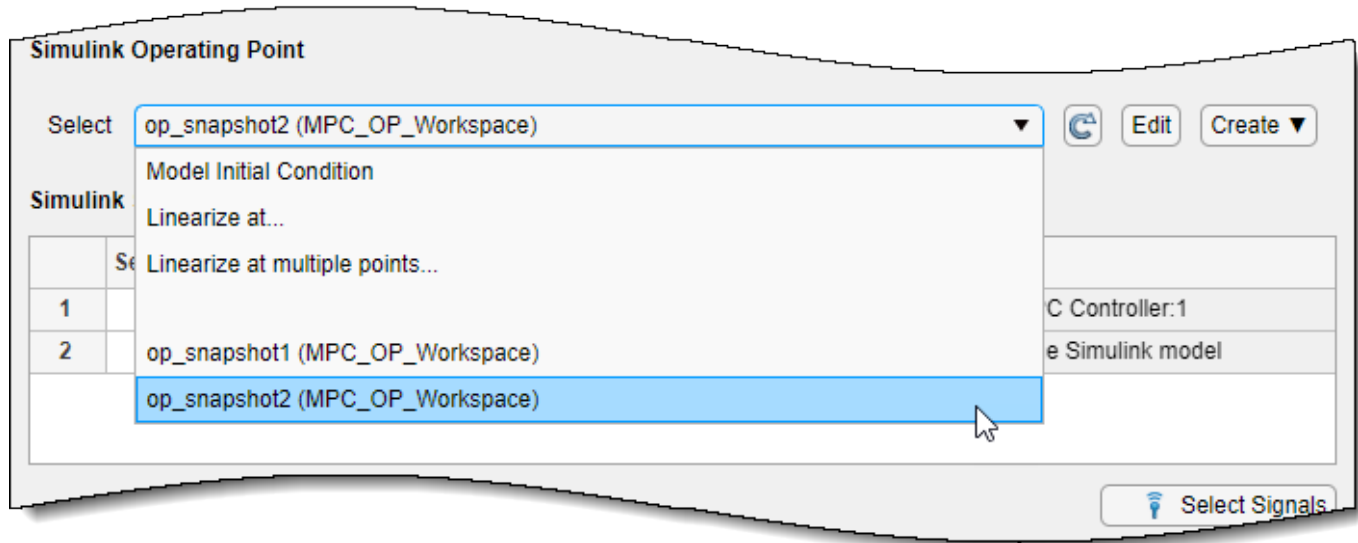 Simulink Operating Point
Select op_snapshot2 (MPC_OP_Workspace) ▼ Edit Create ▼
Model Initial Condition
Simulink
Linearize at...
Se Linearize at multiple points...
1 C Controller:1
2 op_snapshot1 (MPC_OP_Workspace) e Simulink model
op_snapshot2 (MPC_OP_Workspace)
Select Signals